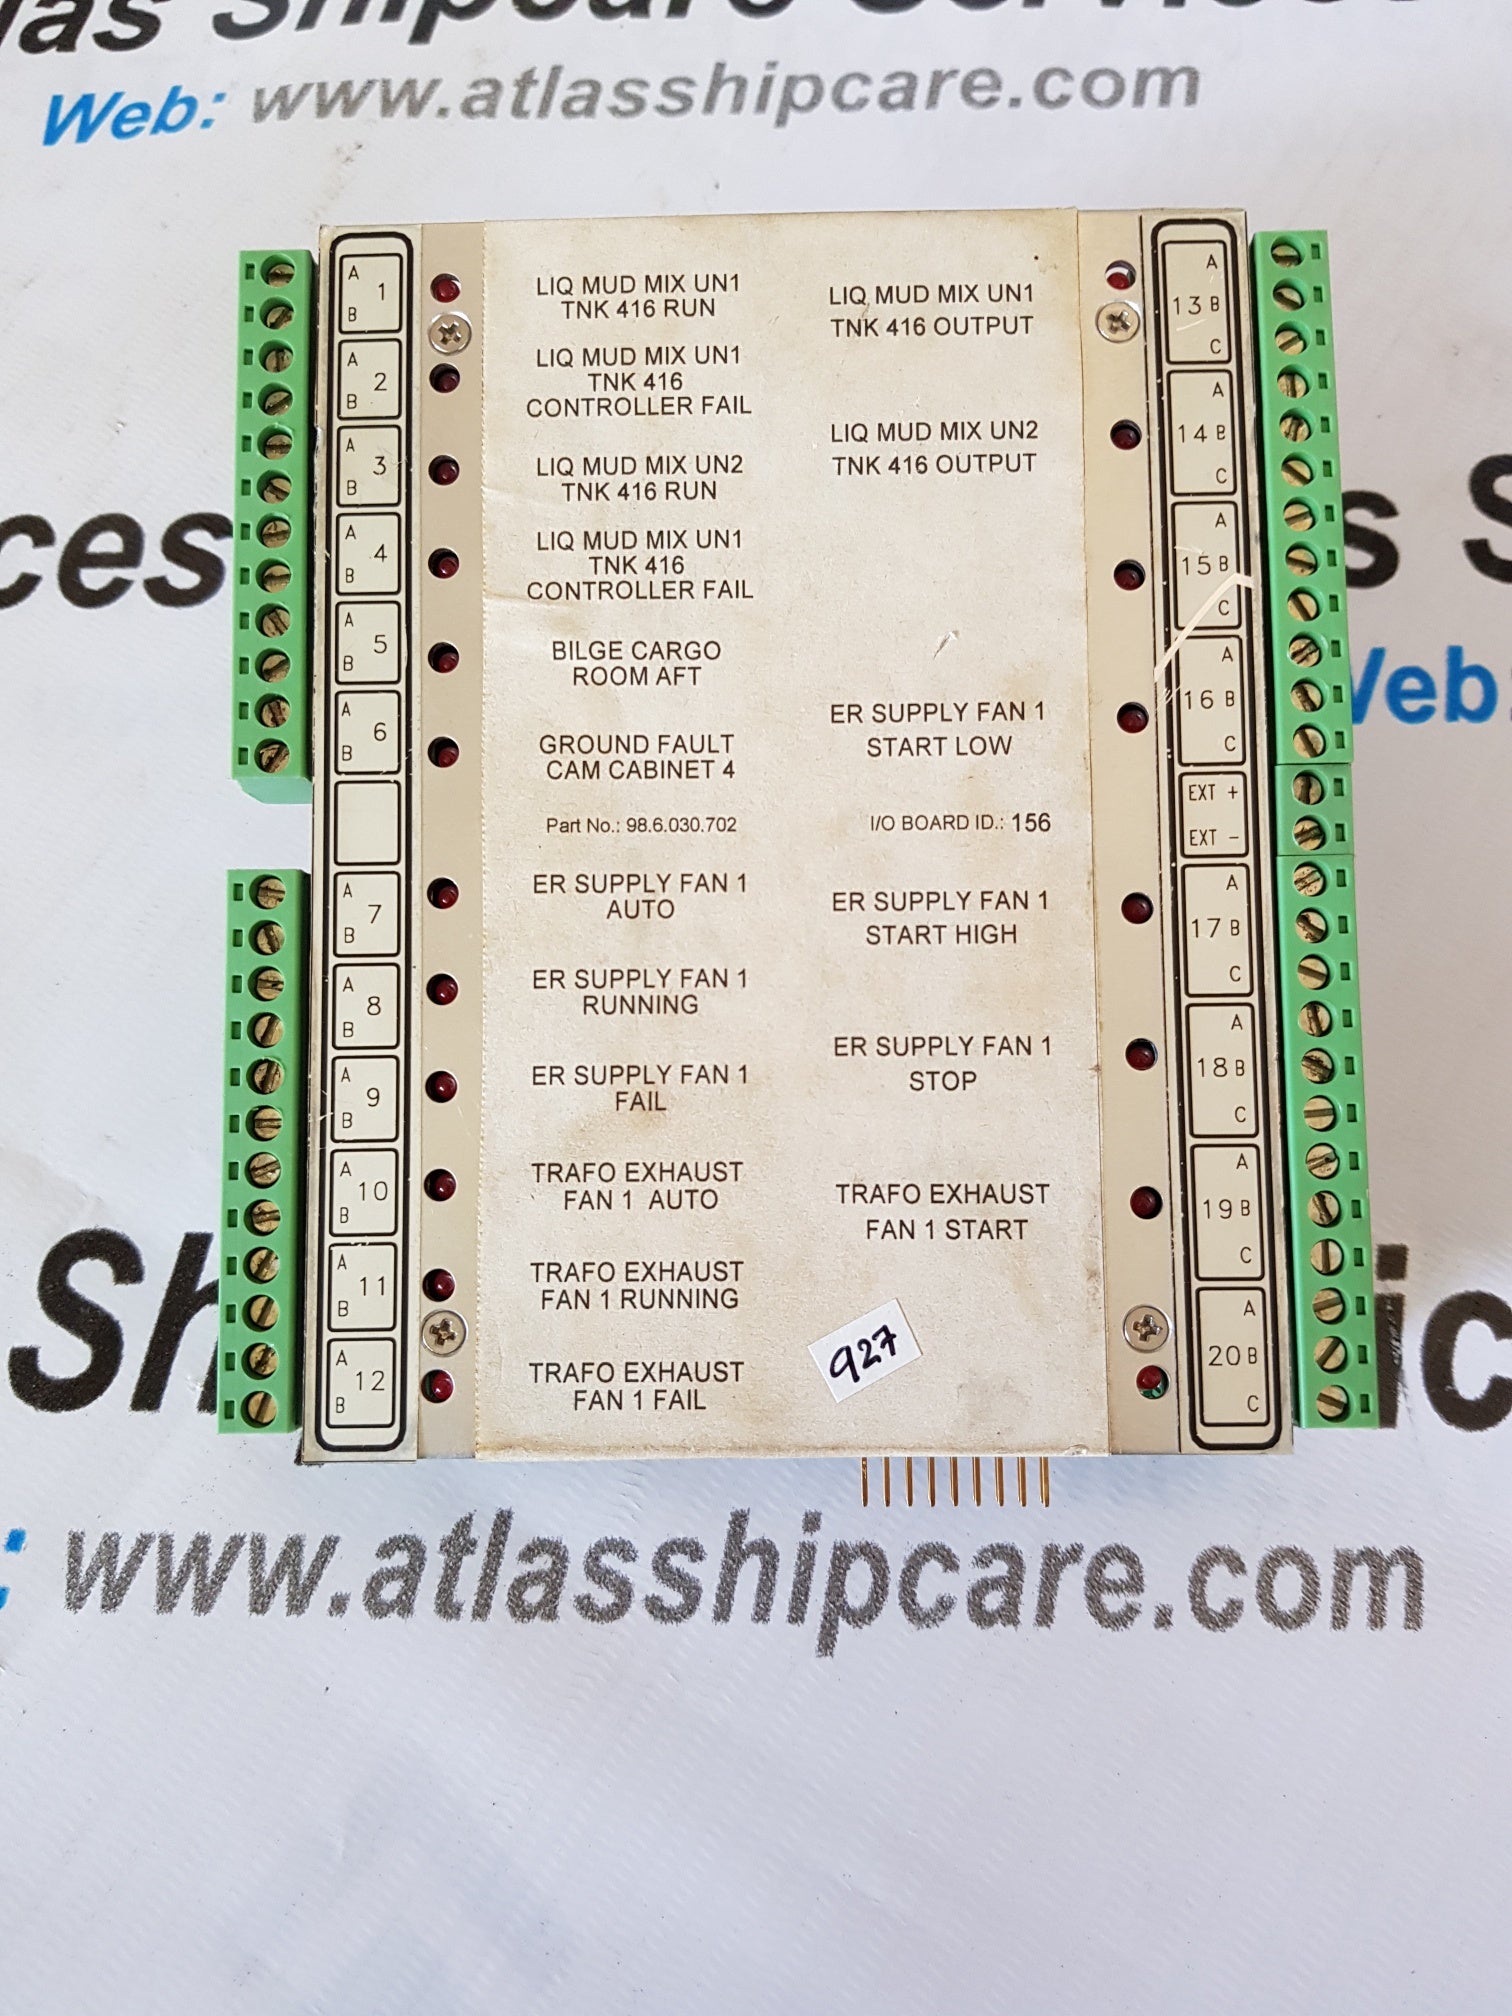 Shipcare Services
Web: www.atlasshipcare.com
A 1 B
A 2 B
A 3 B
A 4 B
A 5 B
A 6 B
A 7 B
A 8 B
A 9 B
A 10 B
A 11 B
A 12 B
LIQ MUD MIX UN1
TNK 416 RUN
LIQ MUD MIX UN1
TNK 416
CONTROLLER FAIL
LIQ MUD MIX UN2
TNK 416 RUN
LIQ MUD MIX UN1
TNK 416
CONTROLLER FAIL
BILGE CARGO
ROOM AFT
GROUND FAULT
CAM CABINET 4
Part No.: 98.6.030.702
ER SUPPLY FAN 1
AUTO
ER SUPPLY FAN 1
RUNNING
ER SUPPLY FAN 1
FAIL
TRAFO EXHAUST
FAN 1 AUTO
TRAFO EXHAUST
FAN 1 RUNNING
TRAFO EXHAUST
FAN 1 FAIL
LIQ MUD MIX UN1
TNK 416 OUTPUT
LIQ MUD MIX UN2
TNK 416 OUTPUT
ER SUPPLY FAN 1
START LOW
I/O BOARD ID.: 156
ER SUPPLY FAN 1
START HIGH
ER SUPPLY FAN 1
STOP
TRAFO EXHAUST
FAN 1 START
927
A
13 B
C
A
14 B
C
A
15 B
C
A
16 B
C
EXT +
EXT -
A
17 B
C
A
18 B
C
A
19 B
C
A
20 B
C
Web:
www.atlasshipcare.com